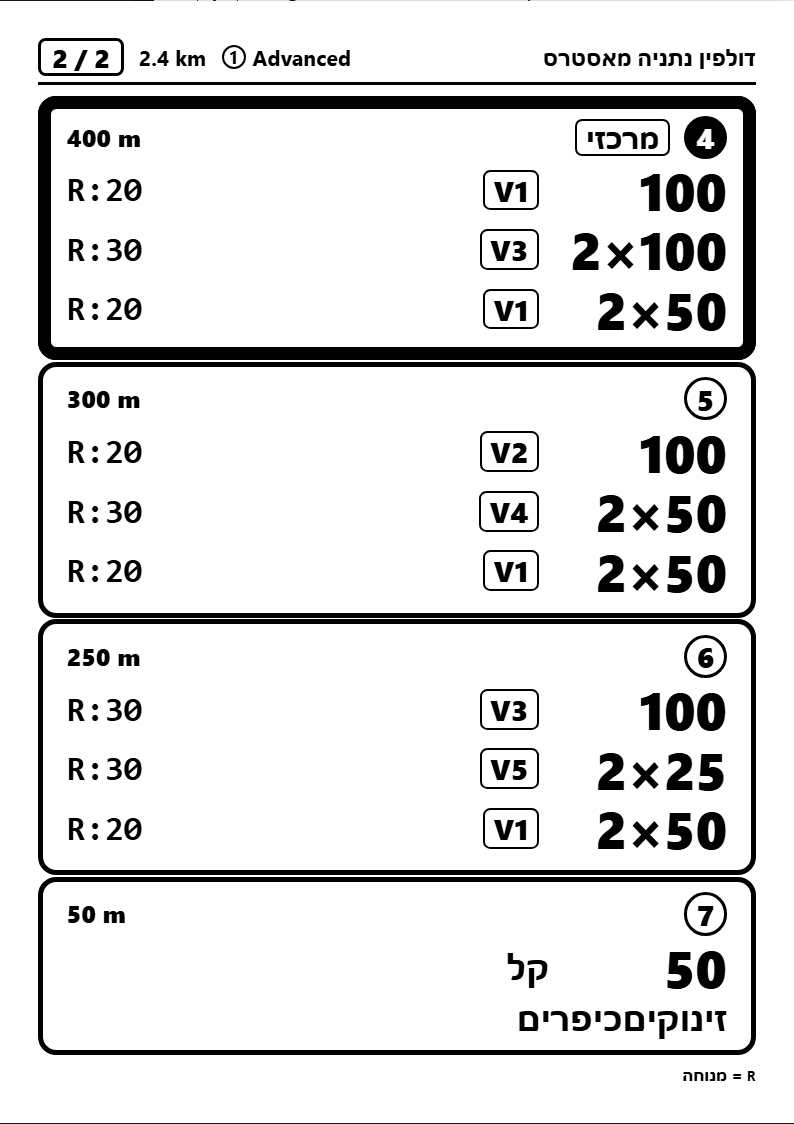 דולפין נתניה מאסטרס 2 / 2 2.4 km 1 Advanced
4 מרכזי 400 m
100 V1 R:20
2×100 V3 R:30
2×50 V1 R:20
5 300 m
100 V2 R:20
2×50 V4 R:30
2×50 V1 R:20
6 250 m
100 V3 R:30
2×25 V5 R:30
2×50 V1 R:20
7 50 m
50 קל
זינוקיםכיפרים
R = מנוחה